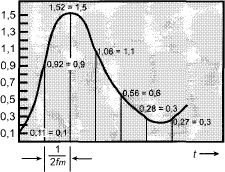 1,52 = 1,5
1,5
1,3
1,1
1,06 = 1,1
0,9
0,92 = 0,9
0,7
0,56 = 0,6
0,5
0,3
0,28 = 0,3
0,1
0,11 = 0,1
0,27 = 0,3
1
2fm
t